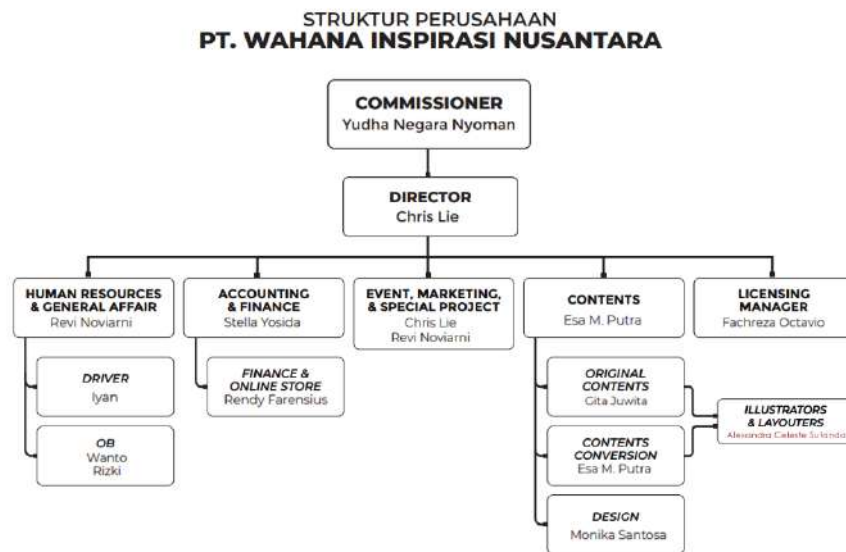 STRUKTUR PERUSAHAAN
PT. WAHANA INSPIRASI NUSANTARA
COMMISSIONER
Yudha Negara Nyoman
DIRECTOR
Chris Lie
HUMAN RESOURCES
& GENERAL AFFAIR
Revi Noviarni
ACCOUNTING
& FINANCE
Stella Yosida
EVENT, MARKETING,
& SPECIAL PROJECT
Chris Lie
Revi Noviarni
CONTENTS
Esa M. Putra
LICENSING
MANAGER
Fachreza Octavio
DRIVER
Iyan
OB
Wanto
Rizki
FINANCE &
ONLINE STORE
Rendy Farensius
ORIGINAL
CONTENTS
Gita Juwita
CONTENTS
CONVERSION
Esa M. Putra
DESIGN
Monika Santosa
ILLUSTRATORS
& LAYOUTERS
Alexandra Celeste